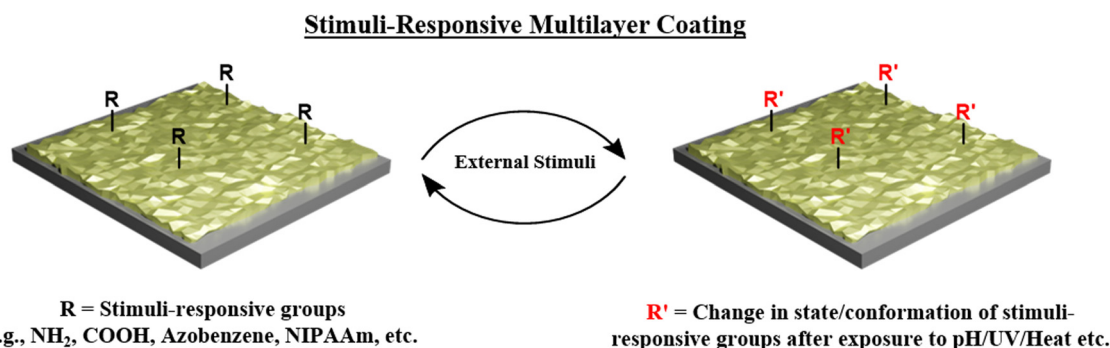 Stimuli-Responsive Multilayer Coating
R
R
R
R
R'
R'
R'
R'
External Stimuli
R = Stimuli-responsive groups
.g., NH₂, COOH, Azobenzene, NIPAAm, etc.
R' = Change in state/conformation of stimuli-
responsive groups after exposure to pH/UV/Heat etc.